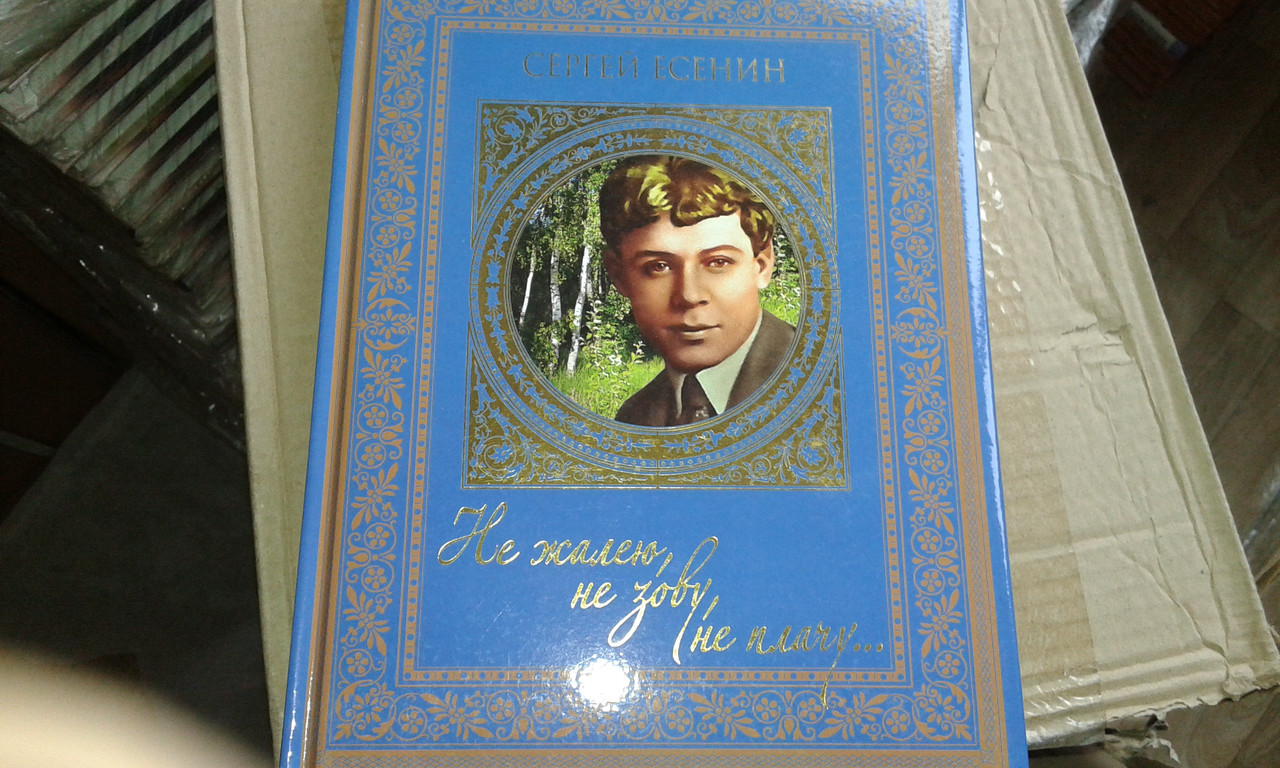 СЕРГЕЙ ЕСЕНИН
Не жалею,
не зову,
не плачу...